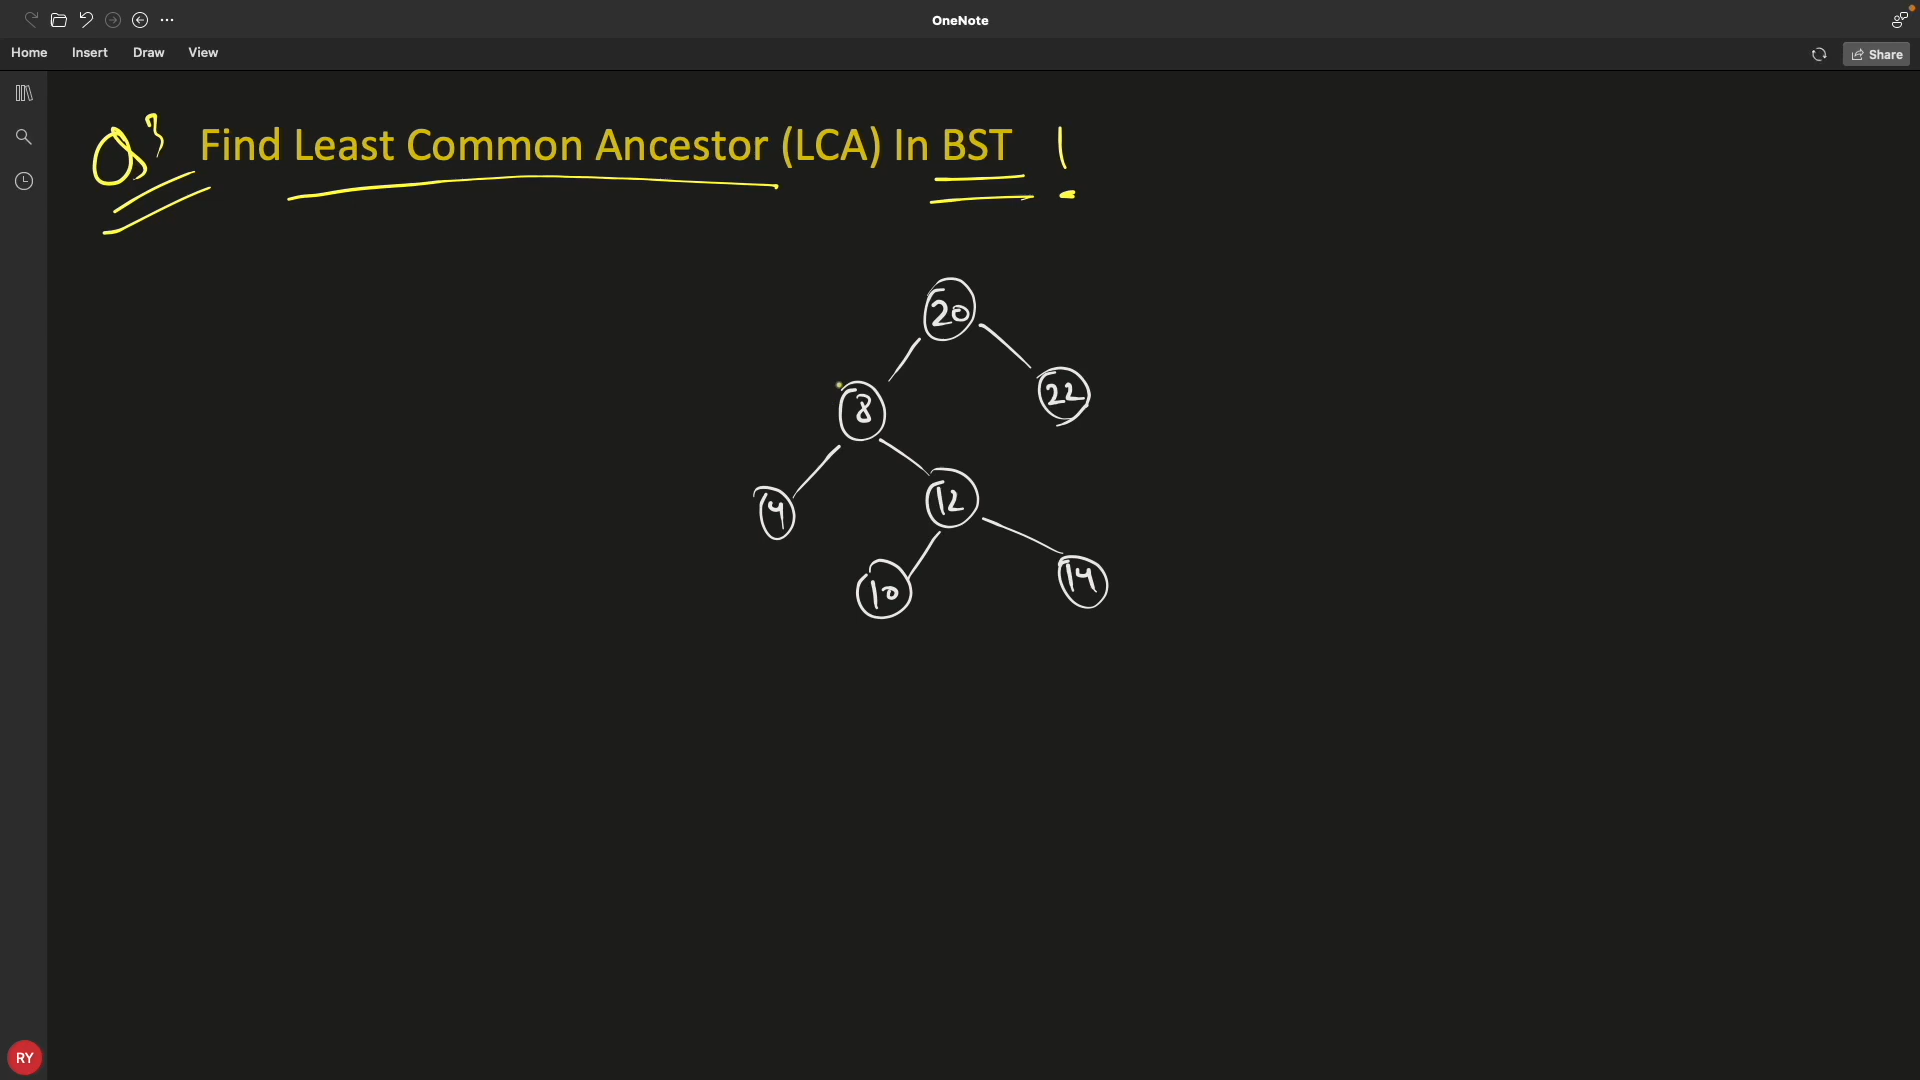 OneNote
Home Insert Draw View
Share
Q: Find Least Common Ancestor (LCA) In BST !
20
8 22
4 12
10 14
RY